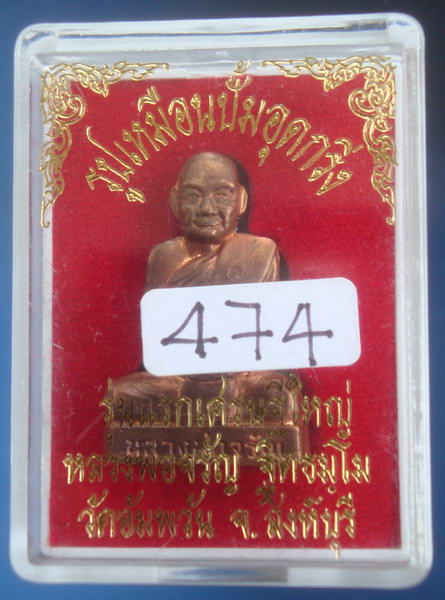 รูปเหมือนปั้มอุดกริ่ง
474
รุ่นแรกเศรษฐีใหญ่
หลวงพ่อจรัญ ฐิตธมฺโม
วัดอัมพวัน จ. สิงห์บุรี